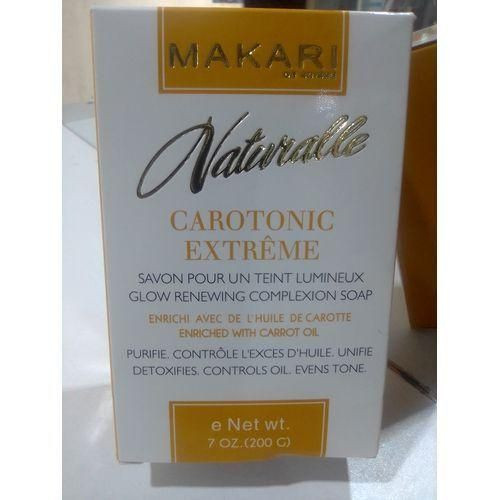 MAKARI
DE SUISSE
Naturalle
CAROTONIC
EXTRÊME
SAVON POUR UN TEINT LUMINEUX
GLOW RENEWING COMPLEXION SOAP
ENRICHI AVEC DE L'HUILE DE CAROTTE
ENRICHED WITH CARROT OIL
PURIFIE. CONTRÔLE L'EXCES D'HUILE. UNIFIE
DETOXIFIES. CONTROLS OIL. EVENS TONE.
e Net wt.
7 OZ.(200 G)